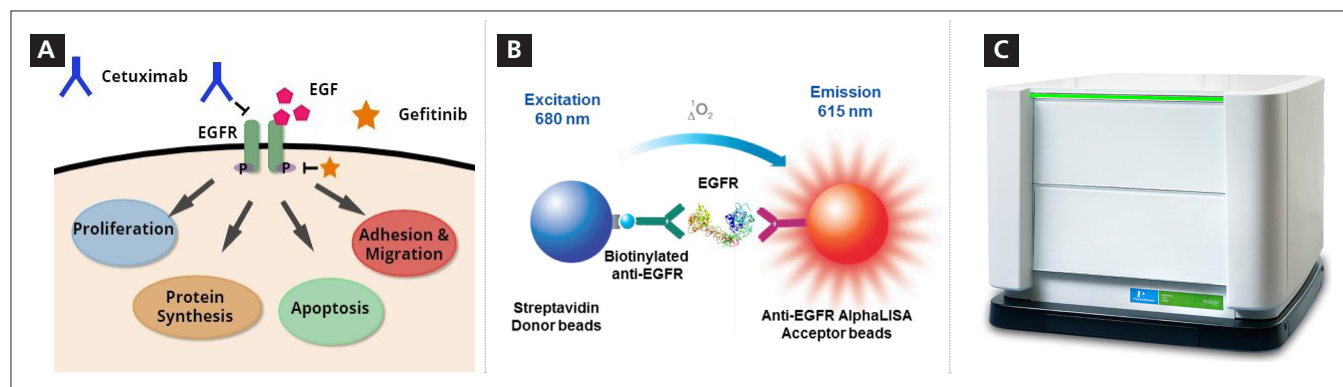 A
Cetuximab
EGF
Gefitinib
EGFR
P
P
Proliferation
Adhesion &
Migration
Protein
Synthesis
Apoptosis
B
Excitation
680 nm
Emission
615 nm
¹ΔO₂
EGFR
Biotinylated
anti-EGFR
Streptavidin
Donor beads
Anti-EGFR AlphaLISA
Acceptor beads
C
EnSight